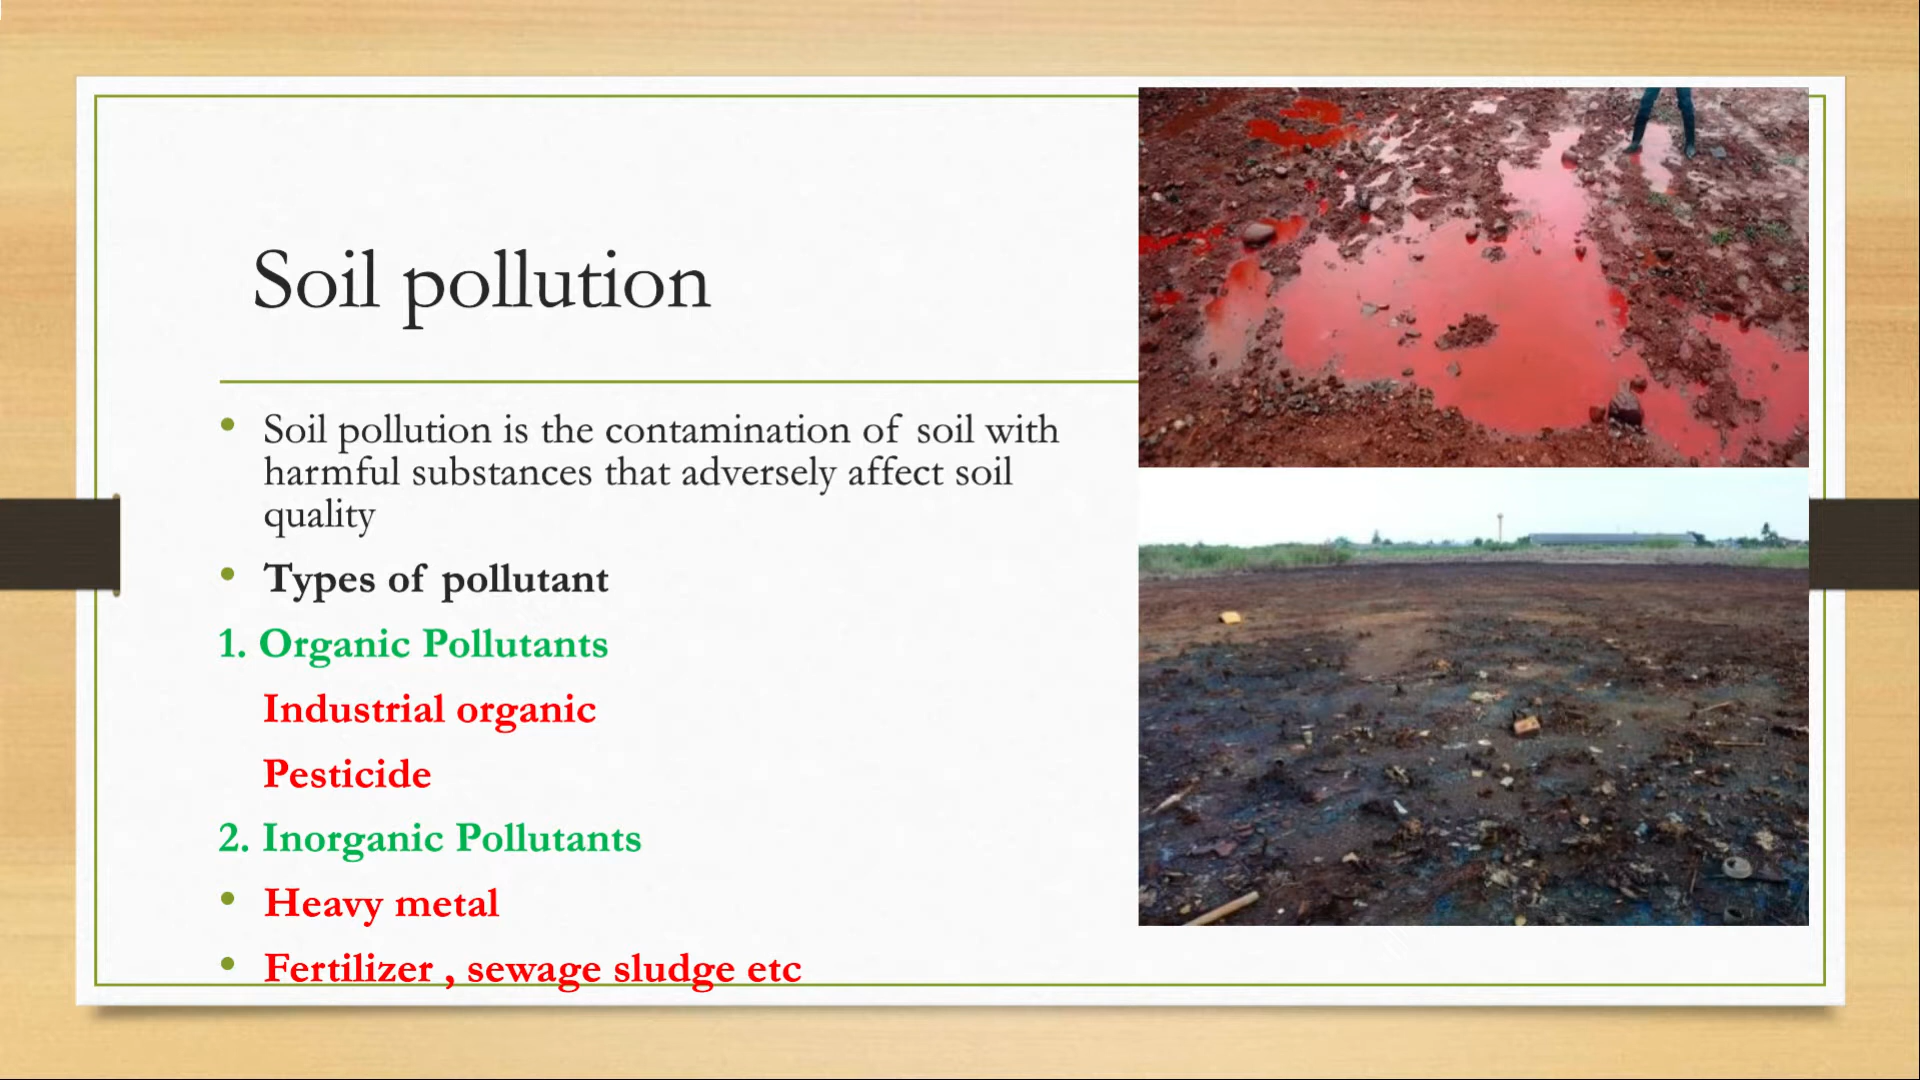 Soil pollution
• Soil pollution is the contamination of soil with
harmful substances that adversely affect soil
quality
• Types of pollutant
1. Organic Pollutants
Industrial organic
Pesticide
2. Inorganic Pollutants
• Heavy metal
• Fertilizer , sewage sludge etc